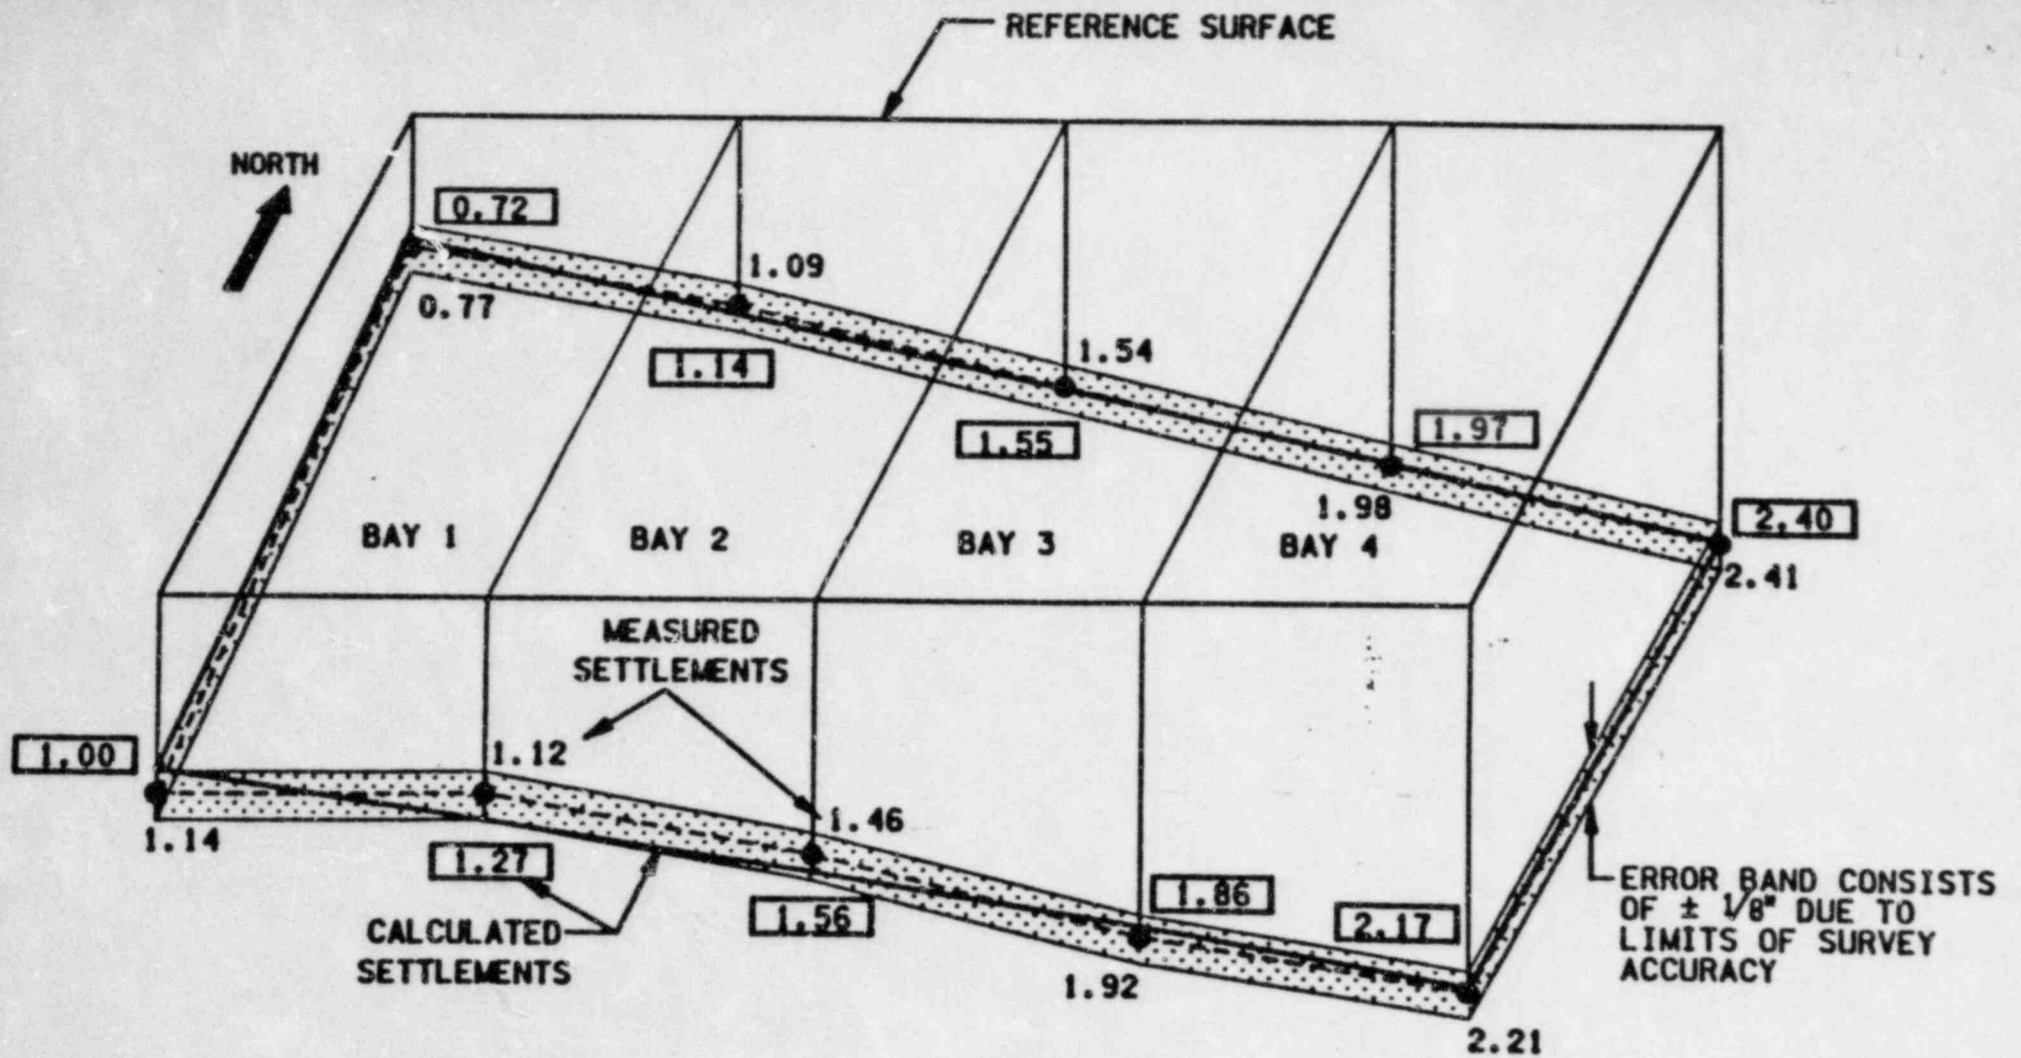 REFERENCE SURFACE
NORTH
0.72
1.09
0.77
1.14
1.54
1.55
1.97
1.98
2.40
2.41
BAY 1
BAY 2
BAY 3
BAY 4
MEASURED
SETTLEMENTS
1.00
1.12
1.14
1.46
1.27
1.86
1.56
2.17
CALCULATED
SETTLEMENTS
1.92
2.21
ERROR BAND CONSISTS
OF ± 1/8" DUE TO
LIMITS OF SURVEY
ACCURACY